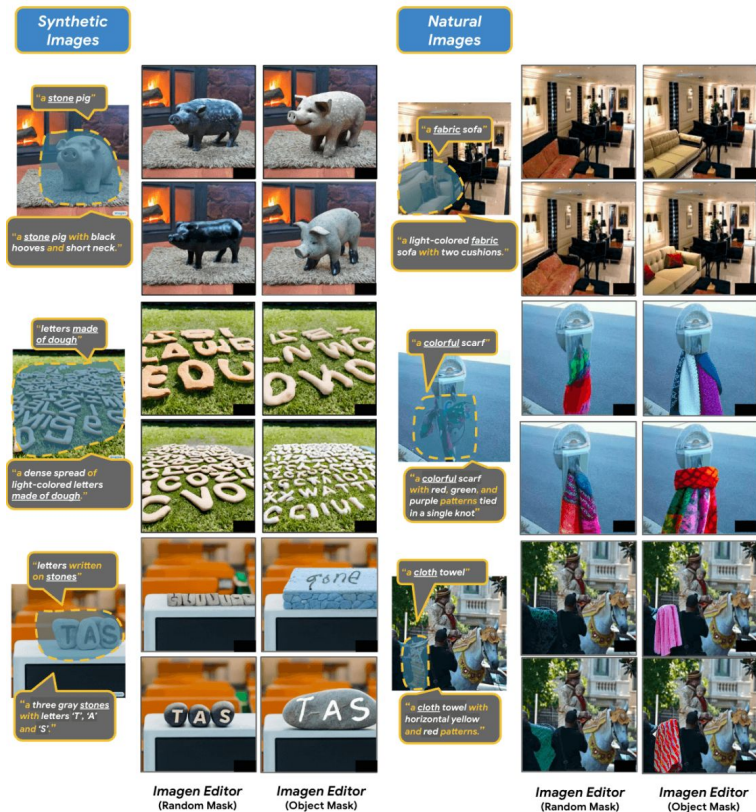 Synthetic
Images
Natural
Images
"a stone pig"
"a stone pig with black
hooves and short neck."
"a fabric sofa"
"a light-colored fabric
sofa with two cushions."
"letters made
of dough"
"a dense spread of
light-colored letters
made of dough."
"a colorful scarf"
"a colorful scarf
with red, green, and
purple patterns tied
in a single knot"
"letters written
on stones"
TAS
"a three gray stones
with letters 'T', 'A'
and 'S'."
gone
TAS
TAS
"a cloth towel"
"a cloth towel with
horizontal yellow
and red patterns."
Imagen Editor
(Random Mask)
Imagen Editor
(Object Mask)
Imagen Editor
(Random Mask)
Imagen Editor
(Object Mask)